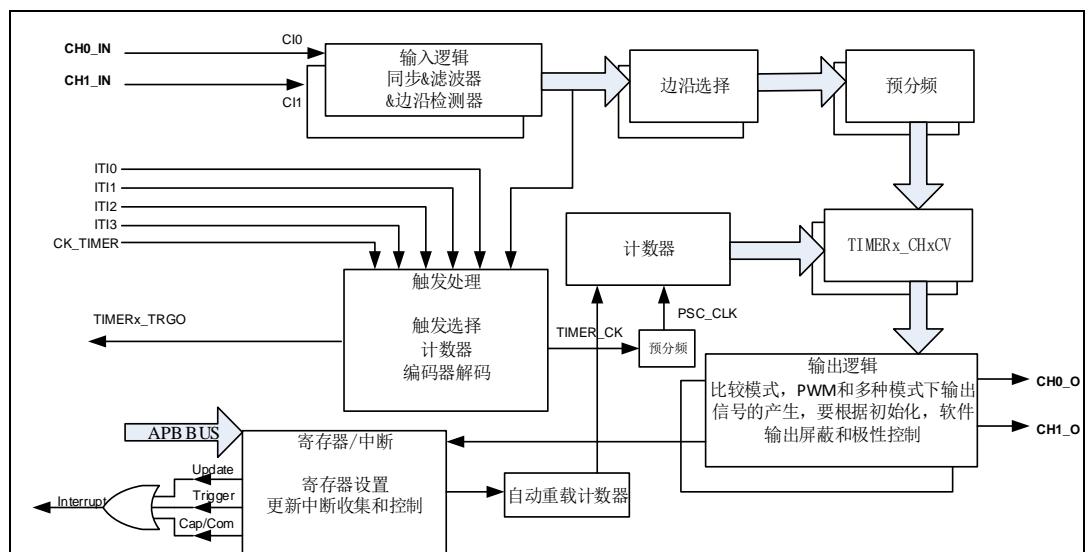 CH0_IN
CI0
CH1_IN
CI1
输入逻辑
同步&滤波器
&边沿检测器
边沿选择
预分频
ITI0
ITI1
ITI2
ITI3
CK_TIMER
计数器
TIMERx_CHxCV
触发处理
触发选择
计数器
编码器解码
TIMERx_TRGO
TIMER_CK
PSC_CLK
预分频
输出逻辑
比较模式，PWM和多种模式下输出
信号的产生，要根据初始化，软件
输出屏蔽和极性控制
CH0_O
CH1_O
APB BUS
寄存器/中断
寄存器设置
更新中断收集和控制
自动重载计数器
Update
Trigger
Cap/Com
Interrupt